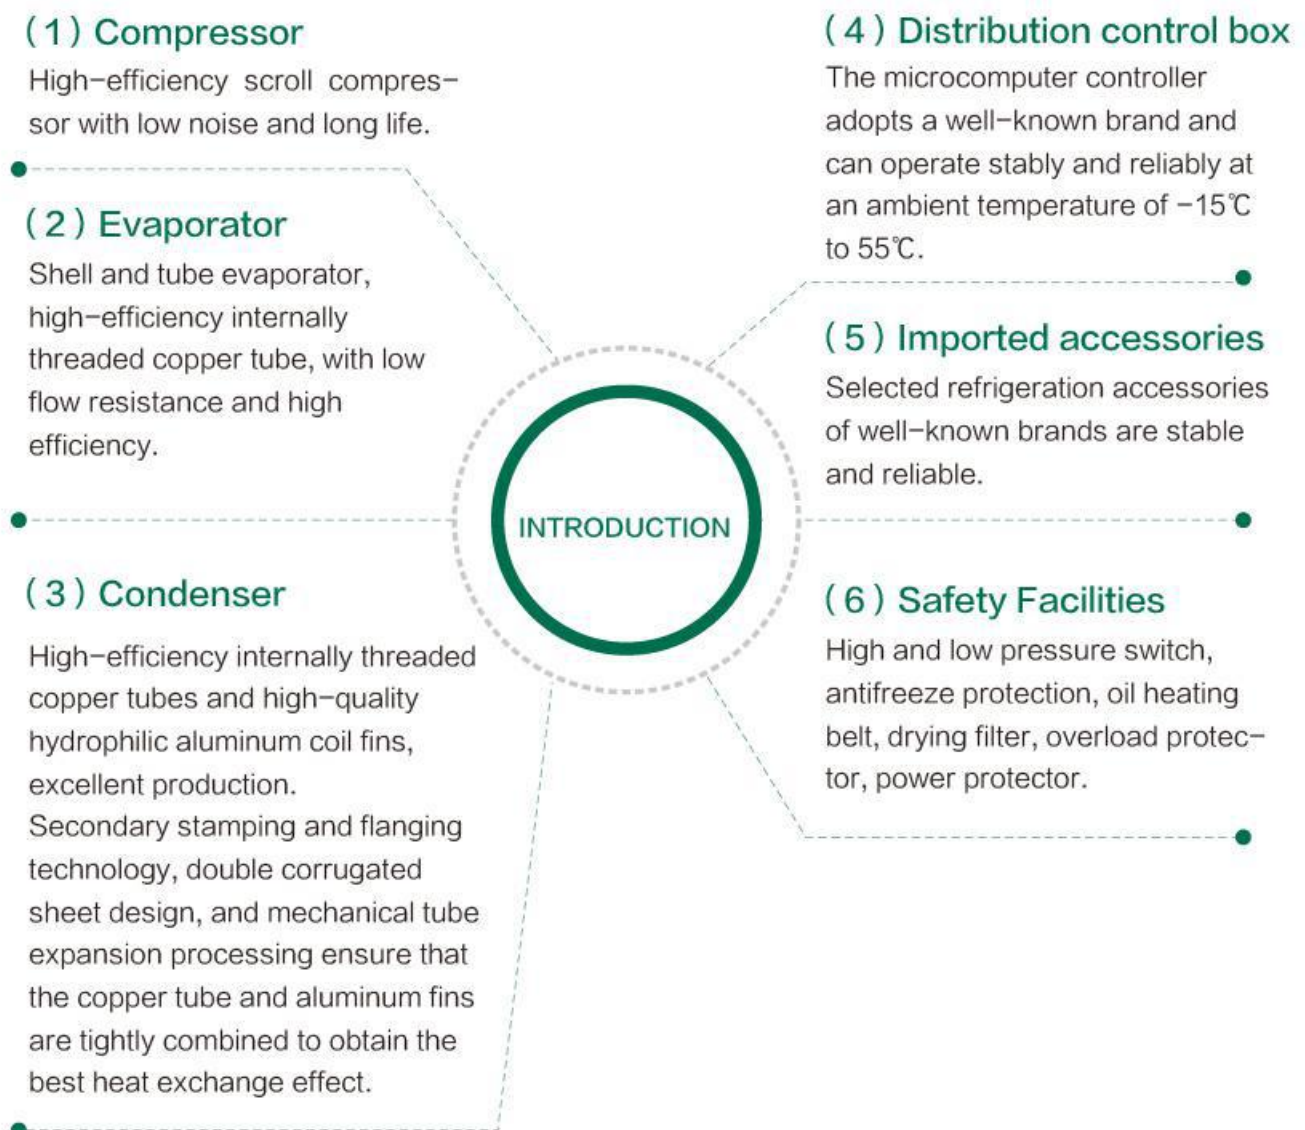 (1) Compressor
High-efficiency scroll compres-
sor with low noise and long life.
(2) Evaporator
Shell and tube evaporator,
high-efficiency internally
threaded copper tube, with low
flow resistance and high
efficiency.
(3) Condenser
High-efficiency internally threaded
copper tubes and high-quality
hydrophilic aluminum coil fins,
excellent production.
Secondary stamping and flanging
technology, double corrugated
sheet design, and mechanical tube
expansion processing ensure that
the copper tube and aluminum fins
are tightly combined to obtain the
best heat exchange effect.
INTRODUCTION
(4) Distribution control box
The microcomputer controller
adopts a well-known brand and
can operate stably and reliably at
an ambient temperature of -15℃
to 55℃.
(5) Imported accessories
Selected refrigeration accessories
of well-known brands are stable
and reliable.
(6) Safety Facilities
High and low pressure switch,
antifreeze protection, oil heating
belt, drying filter, overload protec-
tor, power protector.